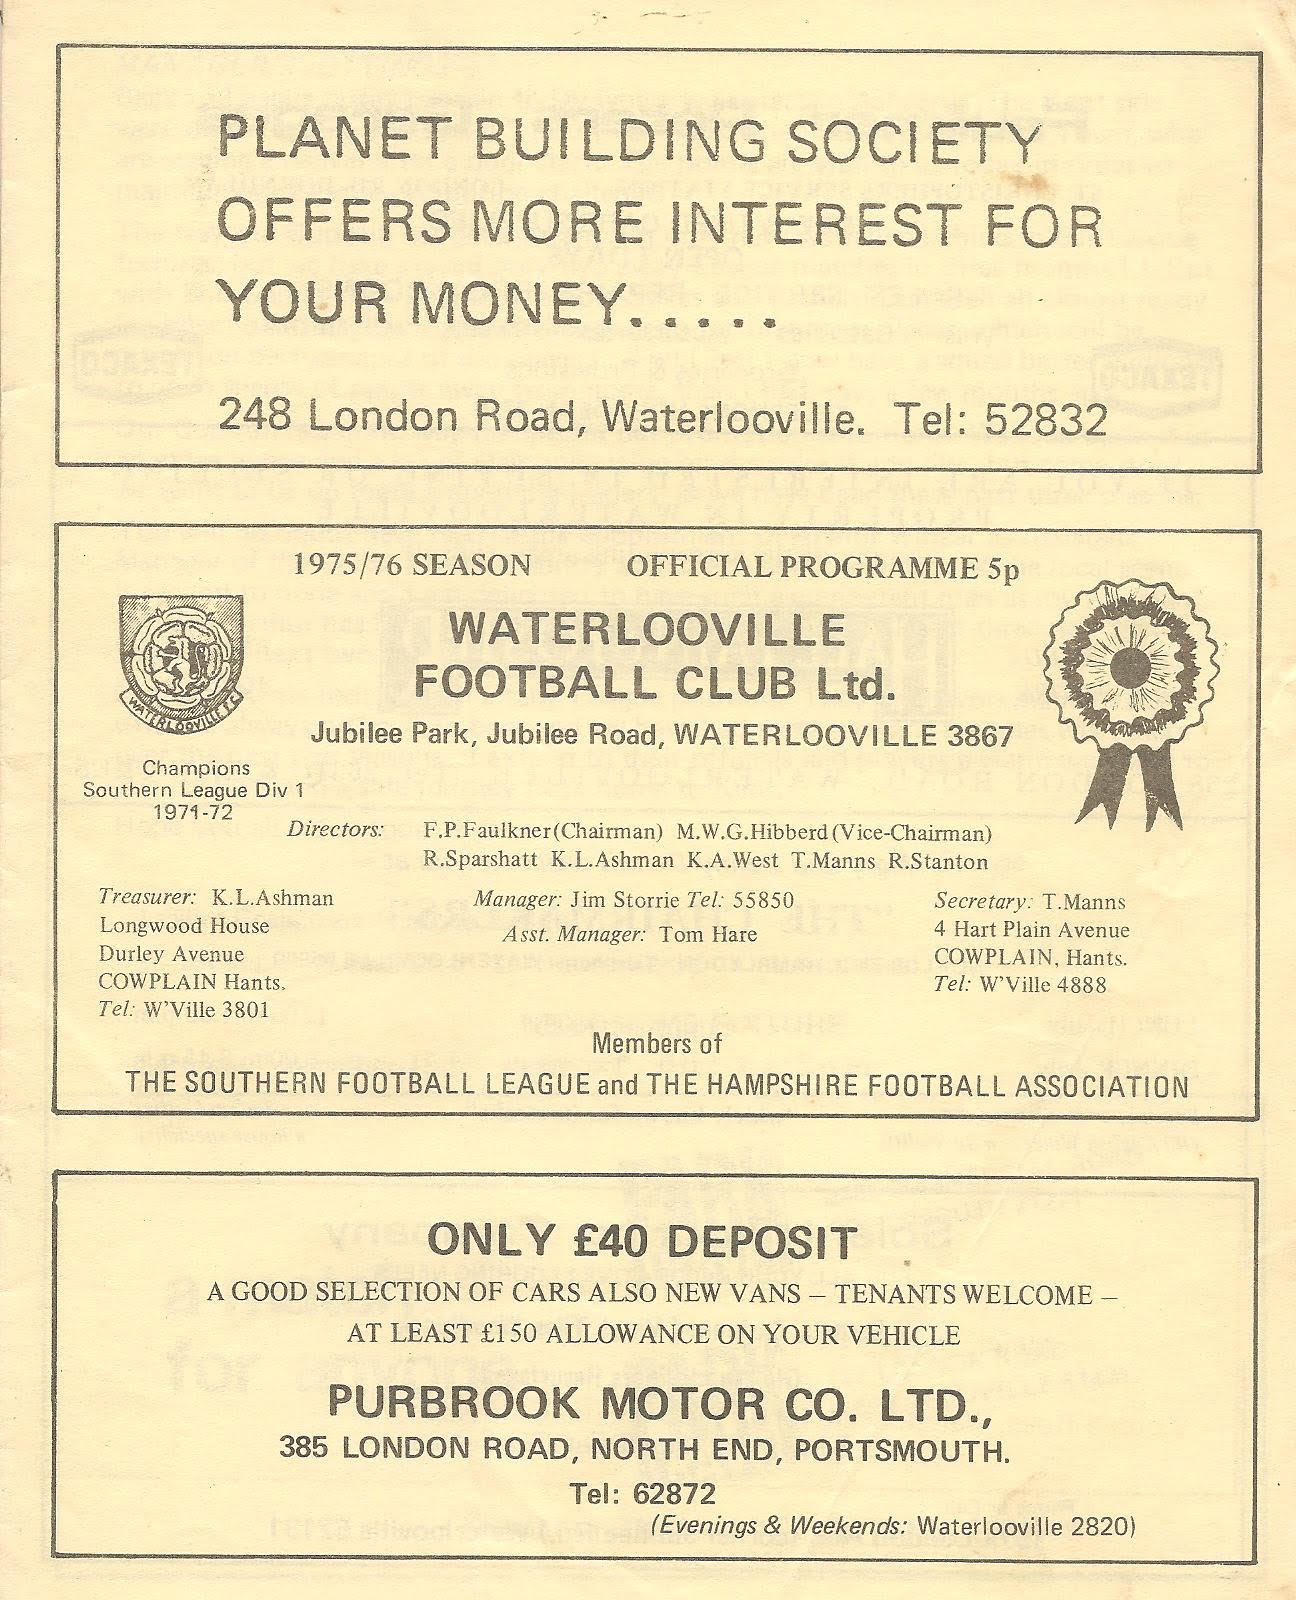 PLANET BUILDING SOCIETY
OFFERS MORE INTEREST FOR
YOUR MONEY.....
248 London Road, Waterlooville. Tel: 52832
1975/76 SEASON OFFICIAL PROGRAMME 5p
WATERLOOVILLE
FOOTBALL CLUB Ltd.
Jubilee Park, Jubilee Road, WATERLOOVILLE 3867
WATERLOOVILLE F.C.
Champions
Southern League Div 1
1971-72
Directors: F.P.Faulkner(Chairman) M.W.G.Hibberd(Vice-Chairman)
R.Sparshatt K.L.Ashman K.A.West T.Manns R.Stanton
Treasurer: K.L.Ashman
Longwood House
Durley Avenue
COWPLAIN Hants.
Tel: W'Ville 3801
Manager: Jim Storrie Tel: 55850
Asst. Manager: Tom Hare
Secretary: T.Manns
4 Hart Plain Avenue
COWPLAIN, Hants.
Tel: W'Ville 4888
Members of
THE SOUTHERN FOOTBALL LEAGUE and THE HAMPSHIRE FOOTBALL ASSOCIATION
ONLY £40 DEPOSIT
A GOOD SELECTION OF CARS ALSO NEW VANS – TENANTS WELCOME –
AT LEAST £150 ALLOWANCE ON YOUR VEHICLE
PURBROOK MOTOR CO. LTD.,
385 LONDON ROAD, NORTH END, PORTSMOUTH.
Tel: 62872
(Evenings & Weekends: Waterlooville 2820)